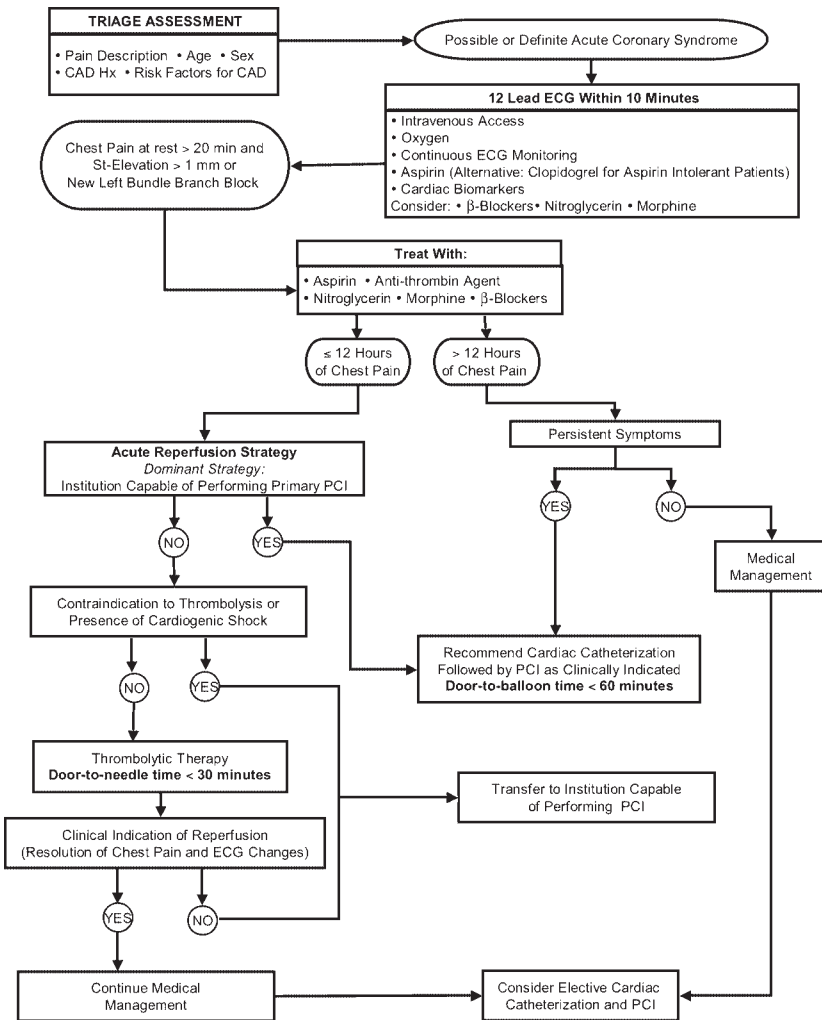 TRIAGE ASSESSMENT
• Pain Description • Age • Sex
• CAD Hx • Risk Factors for CAD
Possible or Definite Acute Coronary Syndrome
12 Lead ECG Within 10 Minutes
• Intravenous Access
• Oxygen
• Continuous ECG Monitoring
• Aspirin (Alternative: Clopidogrel for Aspirin Intolerant Patients)
• Cardiac Biomarkers
Consider: • β-Blockers • Nitroglycerin • Morphine
Chest Pain at rest > 20 min and
St-Elevation > 1 mm or
New Left Bundle Branch Block
Treat With:
• Aspirin • Anti-thrombin Agent
• Nitroglycerin • Morphine • β-Blockers
≤ 12 Hours
of Chest Pain
> 12 Hours
of Chest Pain
Acute Reperfusion Strategy
Dominant Strategy:
Institution Capable of Performing Primary PCI
Persistent Symptoms
NO
YES
YES
NO
Medical
Management
Contraindication to Thrombolysis or
Presence of Cardiogenic Shock
Recommend Cardiac Catheterization
Followed by PCI as Clinically Indicated
Door-to-balloon time < 60 minutes
NO
YES
Thrombolytic Therapy
Door-to-needle time < 30 minutes
Transfer to Institution Capable
of Performing PCI
Clinical Indication of Reperfusion
(Resolution of Chest Pain and ECG Changes)
YES
NO
Continue Medical
Management
Consider Elective Cardiac
Catheterization and PCI